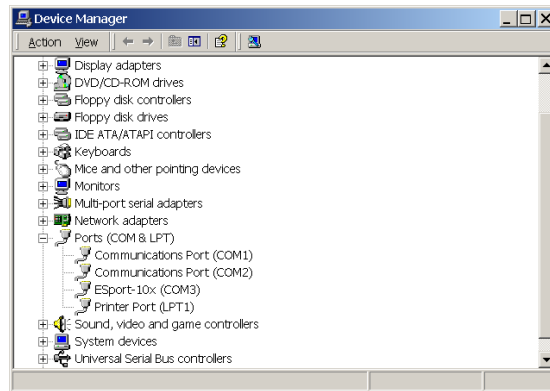 Device Manager
Action View
Display adapters
DVD/CD-ROM drives
Floppy disk controllers
Floppy disk drives
IDE ATA/ATAPI controllers
Keyboards
Mice and other pointing devices
Monitors
Multi-port serial adapters
Network adapters
Ports (COM & LPT)
Communications Port (COM1)
Communications Port (COM2)
ESport-10x (COM3)
Printer Port (LPT1)
Sound, video and game controllers
System devices
Universal Serial Bus controllers